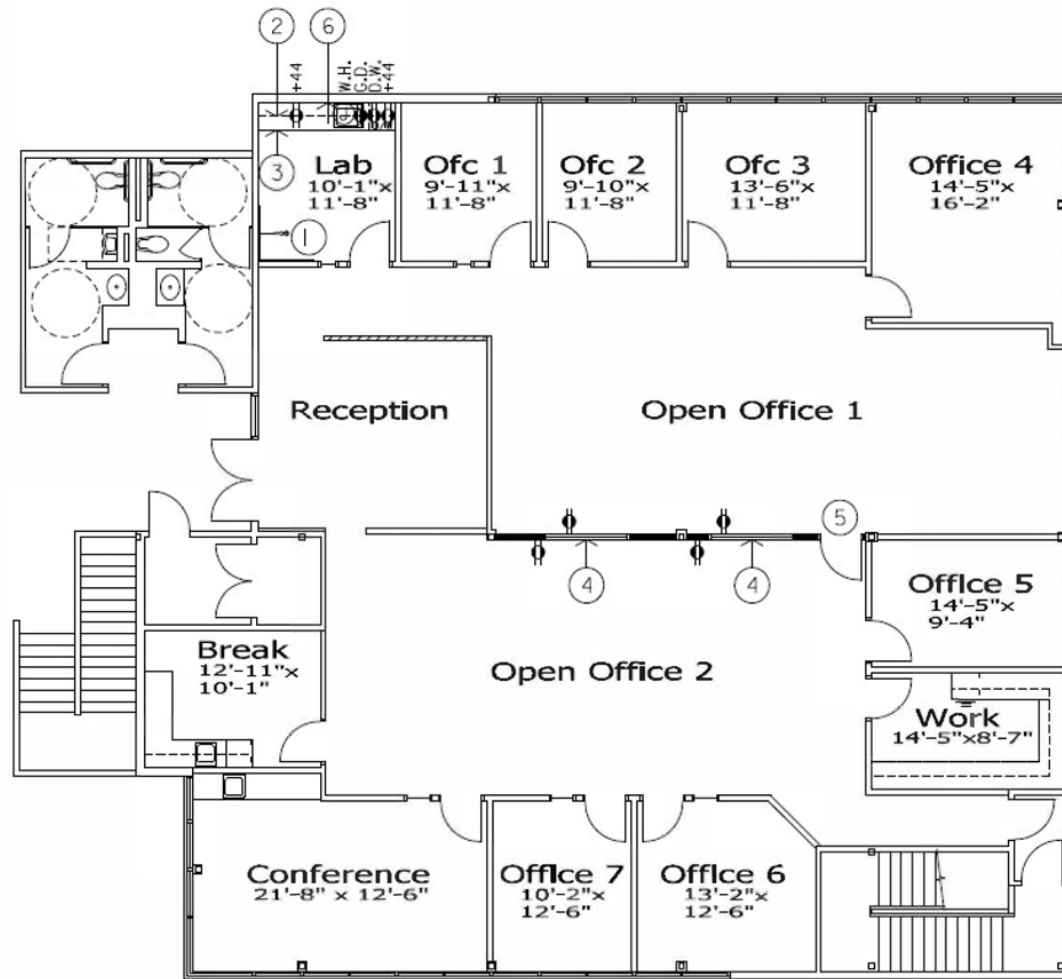 2
6
+44
W.H.
G.D.
D.W.
+44
3
Lab
10'-1"x
11'-8"
Ofc 1
9'-11"x
11'-8"
Ofc 2
9'-10"x
11'-8"
Ofc 3
13'-6"x
11'-8"
Office 4
14'-5"x
16'-2"
1
Reception
Open Office 1
5
4
4
Office 5
14'-5"x
9'-4"
Break
12'-11"x
10'-1"
Open Office 2
Work
14'-5"x8'-7"
Conference
21'-8" x 12'-6"
Office 7
10'-2"x
12'-6"
Office 6
13'-2"x
12'-6"